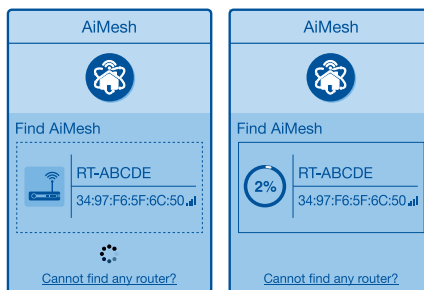 AiMesh
Find AiMesh
RT-ABCDE
34:97:F6:5F:6C:50
Cannot find any router?
AiMesh
Find AiMesh
2%
RT-ABCDE
34:97:F6:5F:6C:50
Cannot find any router?